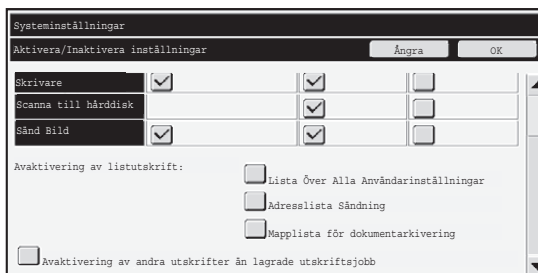 Systeminställningar
Aktivera/Inaktivera inställningar Ångra OK
Skrivare
Scanna till hårddisk
Sänd Bild
Avaktivering av listutskrift:
Lista Över Alla Användarinställningar
Adresslista Sändning
Mapplista för dokumentarkivering
Avaktivering av andra utskrifter än lagrade utskriftsjobb